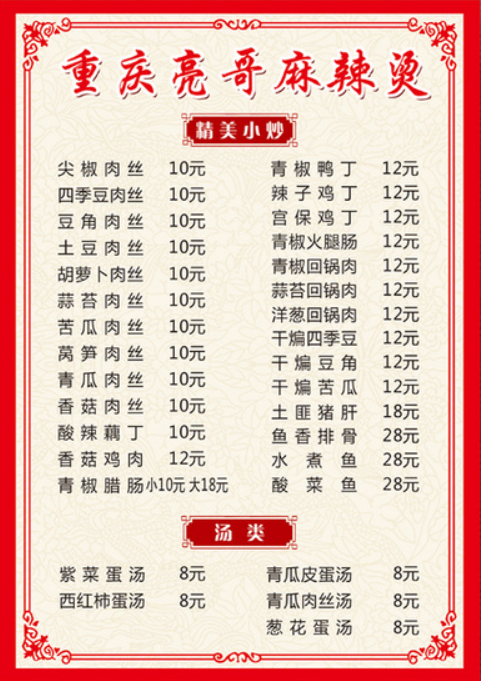 重庆亮哥麻辣烫
精美小炒
尖椒肉丝 10元
四季豆肉丝 10元
豆角肉丝 10元
土豆肉丝 10元
胡萝卜肉丝 10元
蒜苔肉丝 10元
苦瓜肉丝 10元
莴笋肉丝 10元
青瓜肉丝 10元
香菇肉丝 10元
酸辣藕丁 10元
香菇鸡肉 12元
青椒腊肠 小10元 大18元
青椒鸭丁 12元
辣子鸡丁 12元
宫保鸡丁 12元
青椒火腿肠 12元
青椒回锅肉 12元
蒜苔回锅肉 12元
洋葱回锅肉 12元
干煸四季豆 12元
干煸豆角 12元
干煸苦瓜 12元
土匪猪肝 18元
鱼香排骨 28元
水煮鱼 28元
酸菜鱼 28元
汤类
紫菜蛋汤 8元
西红柿蛋汤 8元
青瓜皮蛋汤 8元
青瓜肉丝汤 8元
葱花蛋汤 8元